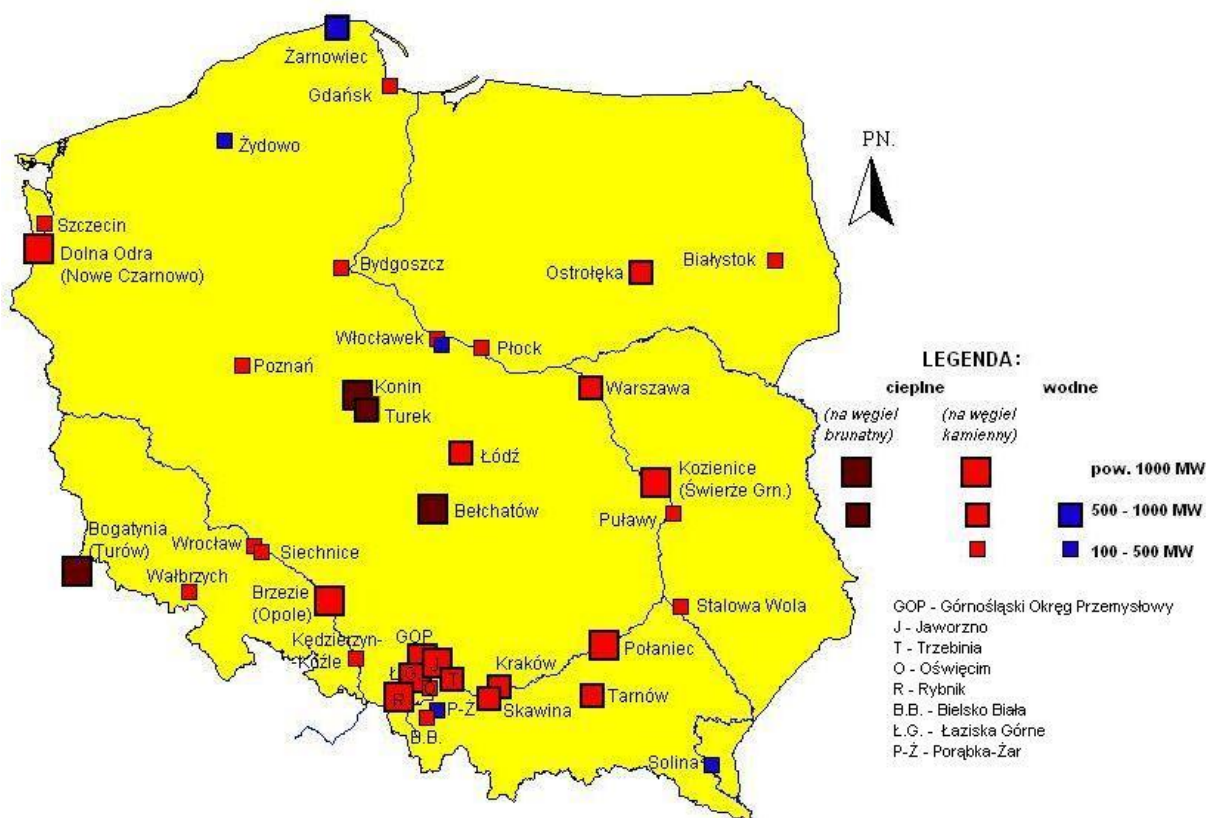 Żarnowiec
Gdańsk
Żydowo
PN.
Szczecin
Dolna Odra
(Nowe Czarnowo)
Bydgoszcz
Ostrołęka
Białystok
Włocławek
Płock
Poznań
Konin
Turek
Warszawa
Łódź
Kozienice
(Świerże Grn.)
Bełchatów
Puławy
Bogatynia
(Turów)
Wrocław
Siechnice
Wałbrzych
Brzezie
(Opole)
Stalowa Wola
Kędzierzyn-
Koźle
GOP
J
Ł.G.
T
O
R
Kraków
Połaniec
Skawina
Tarnów
P-Ż
B.B.
Solina
LEGENDA:
cieplne wodne
(na węgiel (na węgiel
brunatny) kamienny)
pow. 1000 MW
500 - 1000 MW
100 - 500 MW
GOP - Górnośląski Okręg Przemysłowy
J - Jaworzno
T - Trzebinia
O - Oświęcim
R - Rybnik
B.B. - Bielsko Biała
Ł.G. - Łaziska Górne
P-Ż - Porąbka-Żar